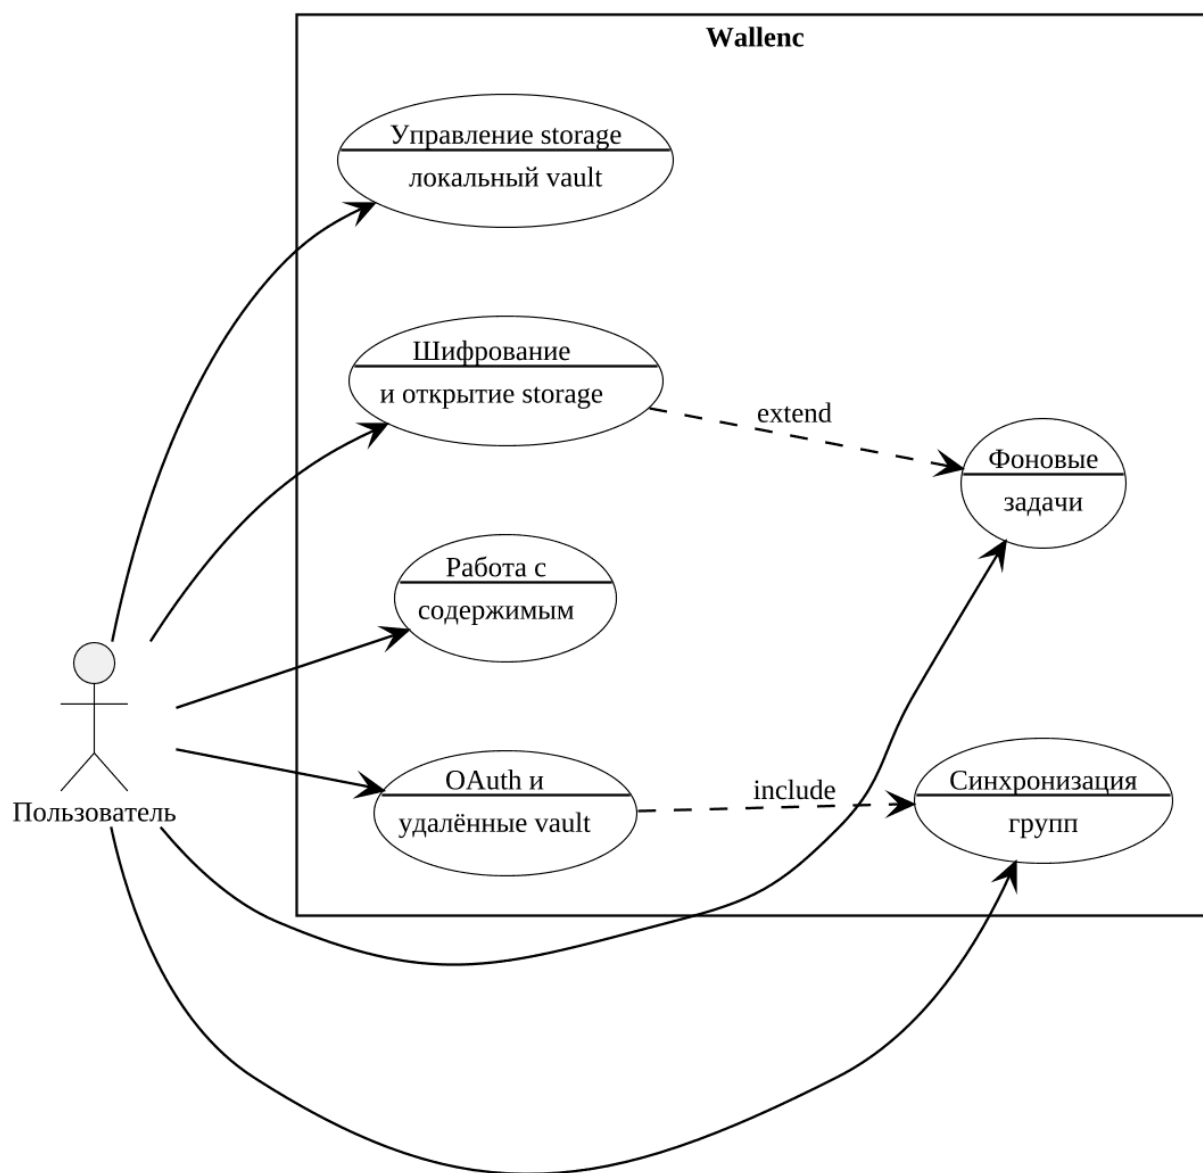 Wallenc
Управление storage
локальный vault
Шифрование
и открытие storage
extend
Фоновые
задачи
Работа с
содержимым
OAuth и
удалённые vault
include
Синхронизация
групп
Пользователь